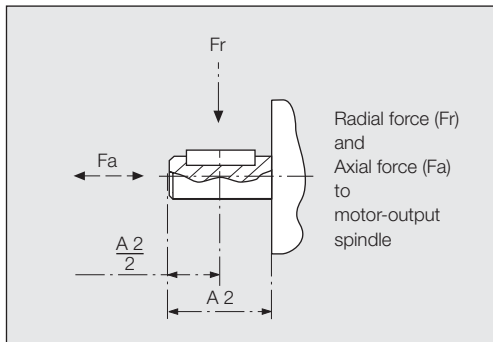 Fr
Radial force (Fr)
and
Axial force (Fa)
to
motor-output
spindle
Fa
A 2
2
A 2